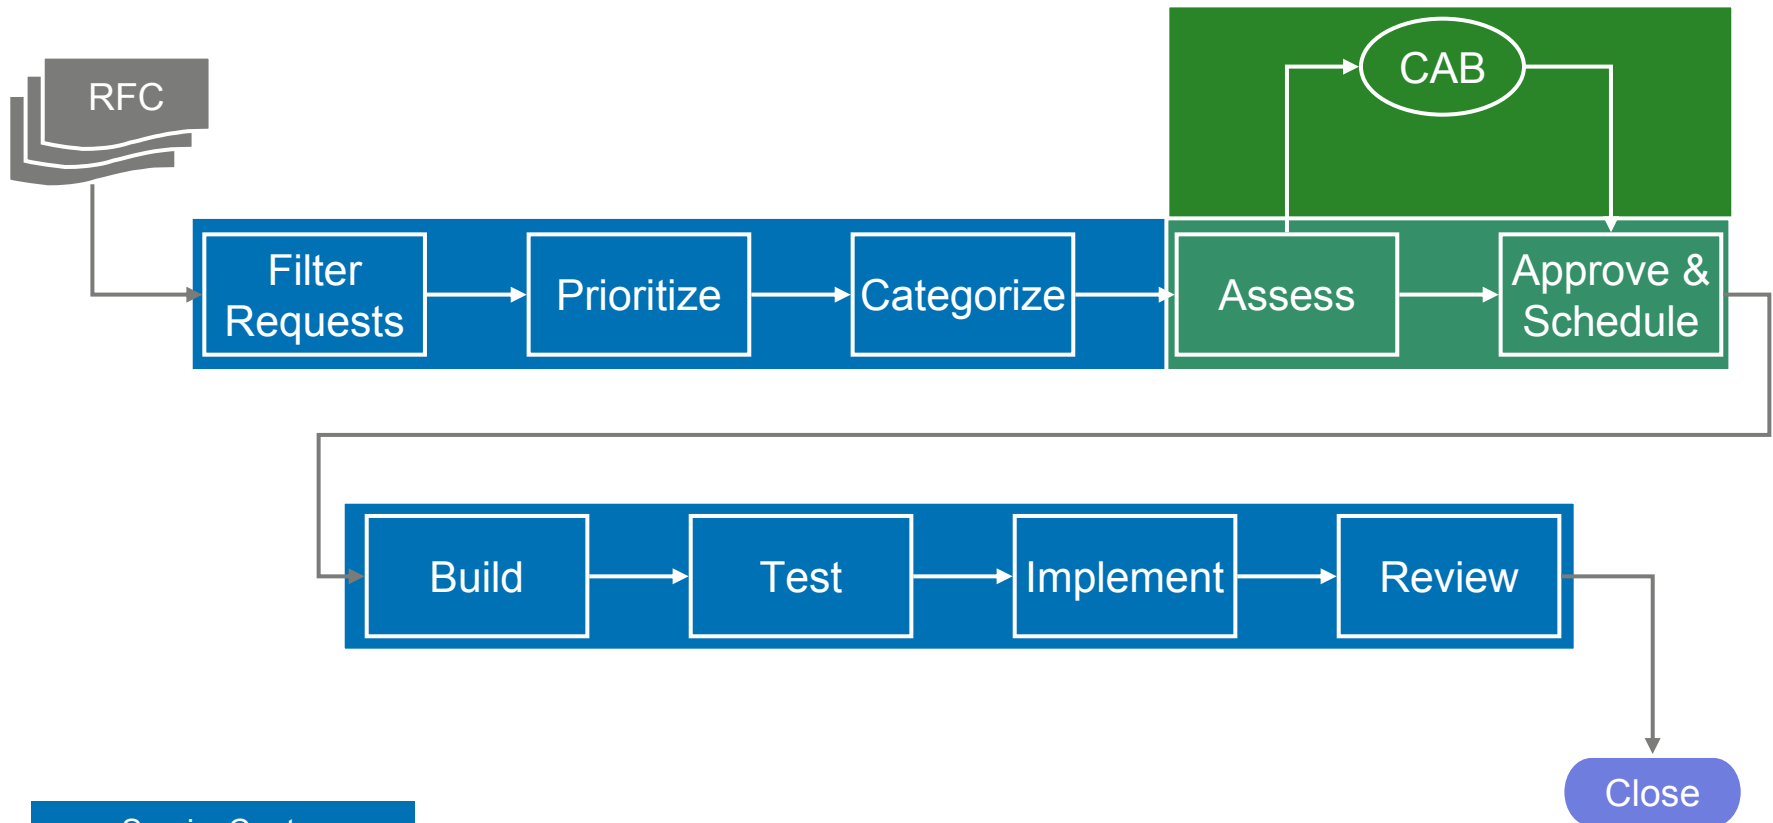 RFC
CAB
Filter
Requests
Prioritize
Categorize
Assess
Approve &
Schedule
Build
Test
Implement
Review
Close